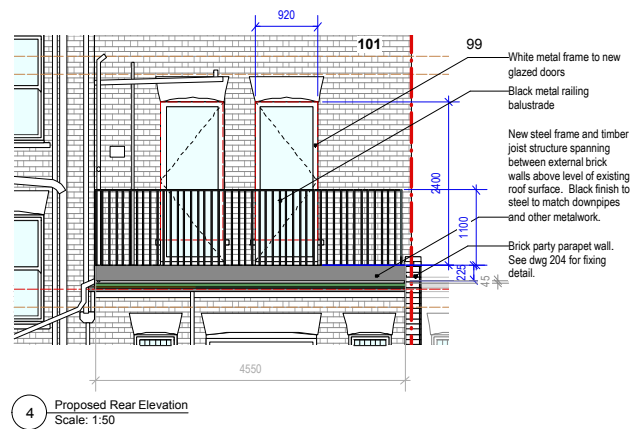 920
101
99
White metal frame to new
glazed doors
Black metal railing
balustrade
New steel frame and timber
joist structure spanning
between external brick
walls above level of existing
roof surface. Black finish to
steel to match downpipes
and other metalwork.
Brick party parapet wall.
See dwg 204 for fixing
detail.
2400
1100
225
45
4550
4
Proposed Rear Elevation
Scale: 1:50